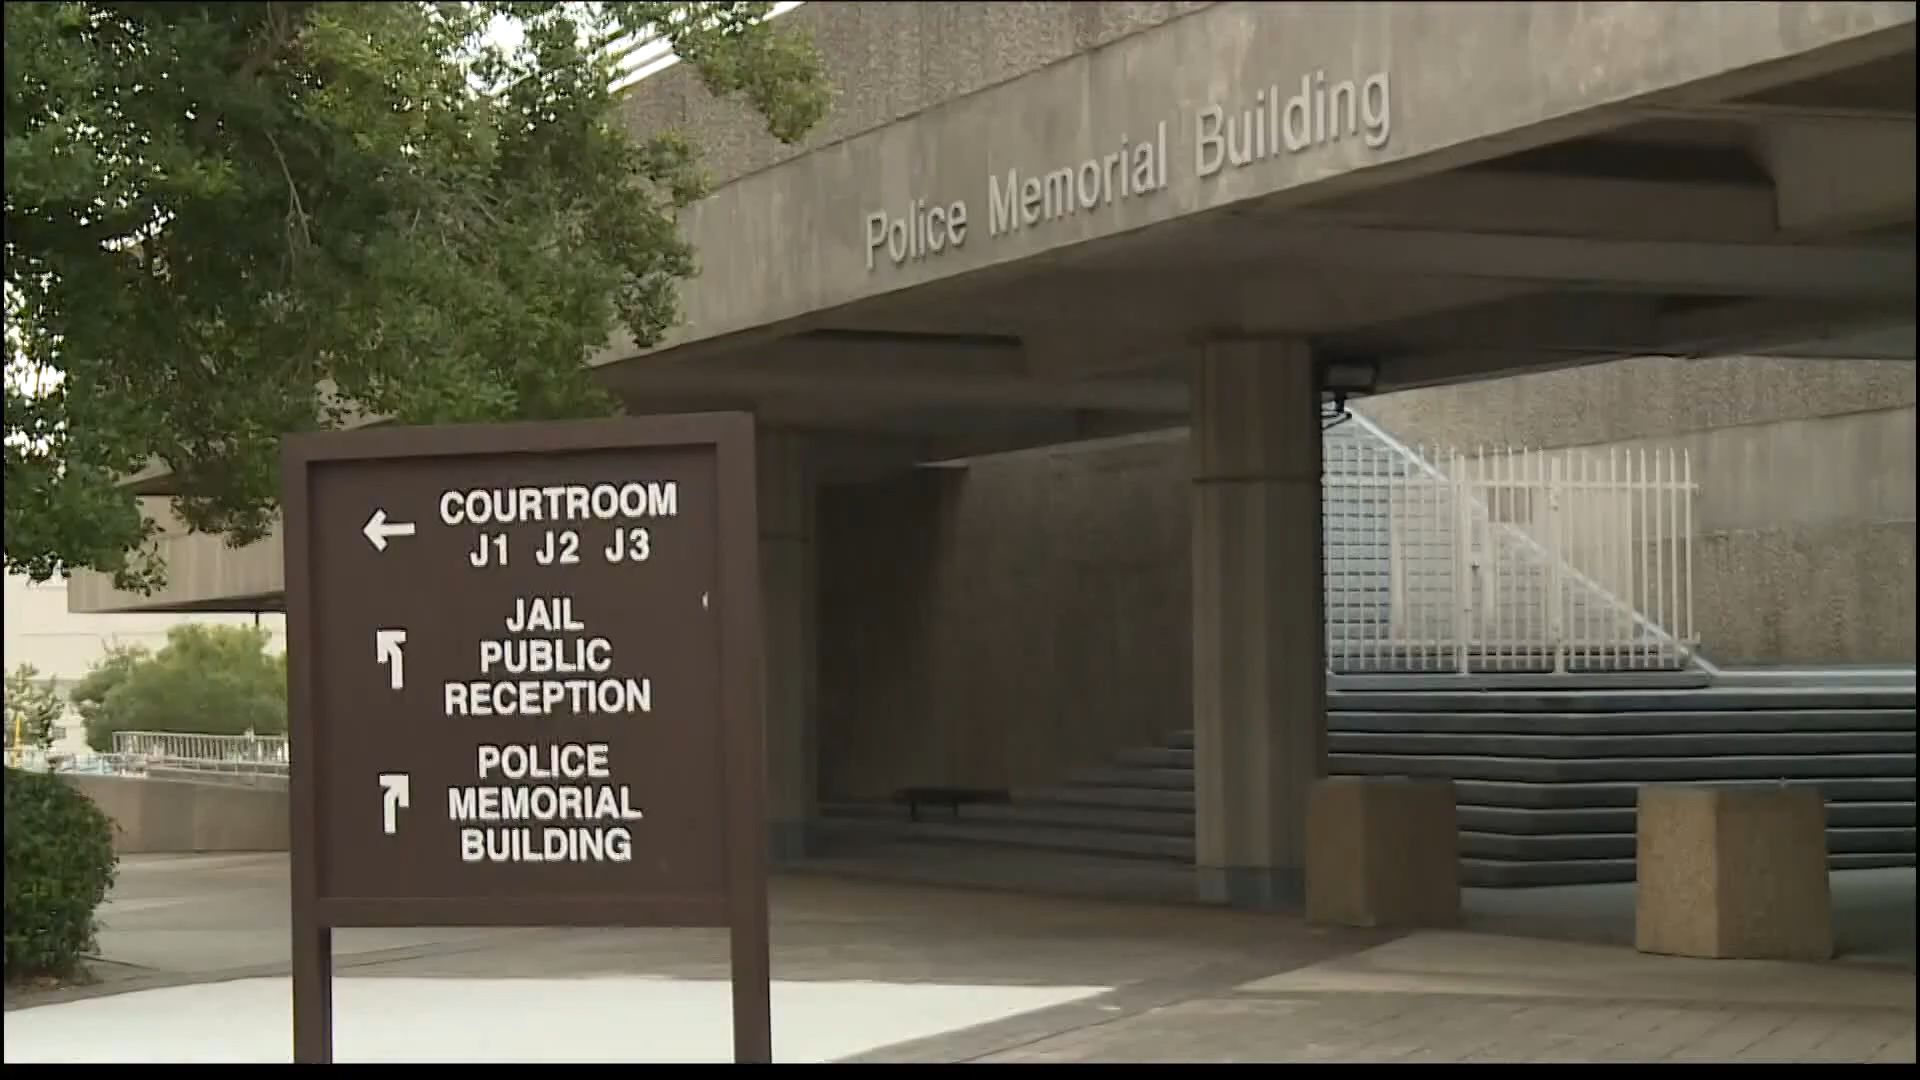 Police Memorial Building
COURTROOM
J1 J2 J3
JAIL
PUBLIC
RECEPTION
POLICE
MEMORIAL
BUILDING